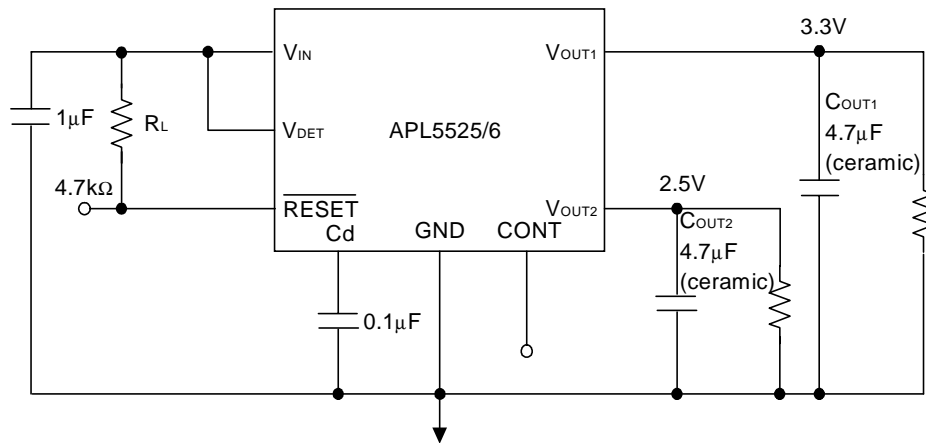 3.3V
VIN
VOUT1
1μF
RL
COUT1
4.7μF
(ceramic)
VDET
APL5525/6
4.7kΩ
2.5V
RESET
VOUT2
Cd
GND
CONT
COUT2
4.7μF
(ceramic)
0.1μF